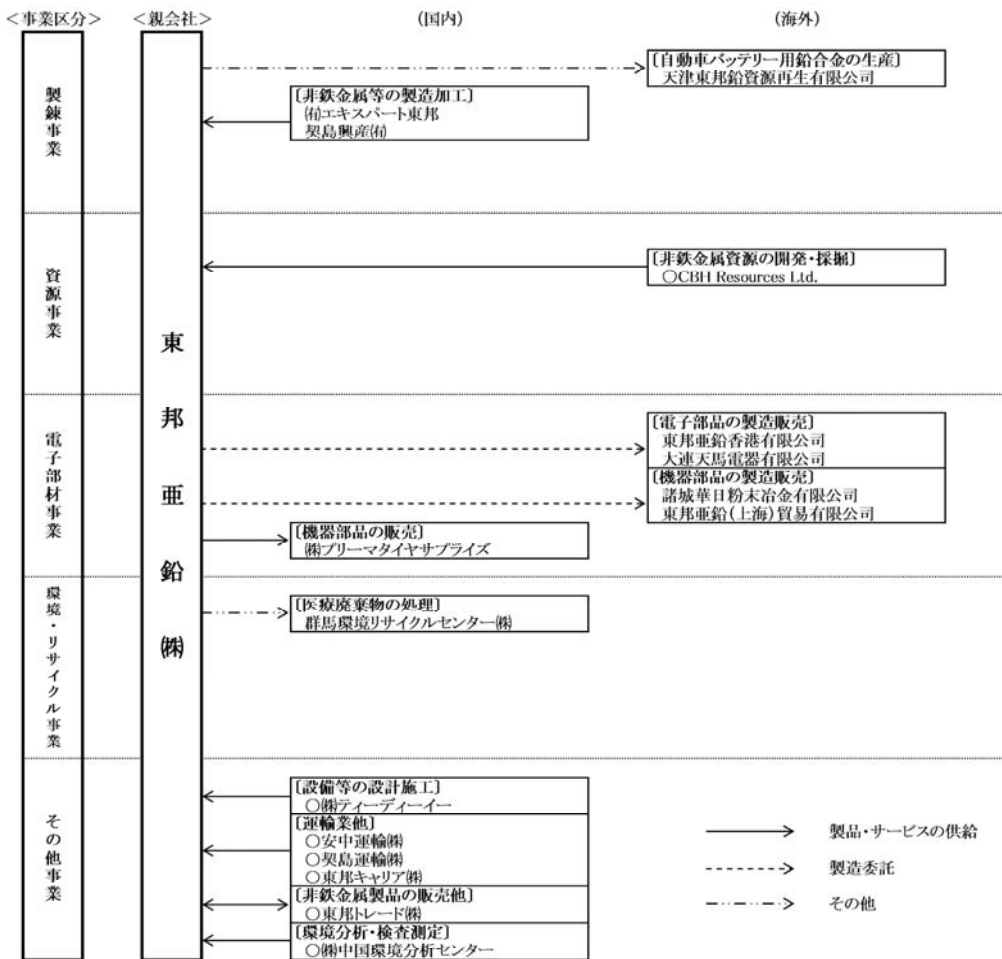 ＜事業区分＞ ＜親会社＞ (国内) (海外)
製錬事業
資源事業
電子部材事業
環境・リサイクル事業
その他事業
東邦亜鉛㈱
〔自動車バッテリー用鉛合金の生産〕
天津東邦鉛資源再生有限公司
〔非鉄金属等の製造加工〕
㈲エキスパート東邦
契島興産㈲
〔非鉄金属資源の開発・採掘〕
○CBH Resources Ltd.
〔電子部品の製造販売〕
東邦亜鉛香港有限公司
大連天馬電器有限公司
〔機器部品の製造販売〕
諸城華日粉末冶金有限公司
東邦亜鉛(上海)貿易有限公司
〔機器部品の販売〕
㈱プリーマタイヤサプライズ
〔医療廃棄物の処理〕
群馬環境リサイクルセンター㈱
〔設備等の設計施工〕
○㈱ティーディーイー
〔運輸業他〕
○安中運輸㈱
○契島運輸㈱
○東邦キャリア㈱
〔非鉄金属製品の販売他〕
○東邦トレード㈱
〔環境分析・検査測定〕
○㈱中国環境分析センター
製品・サービスの供給
製造委託
その他